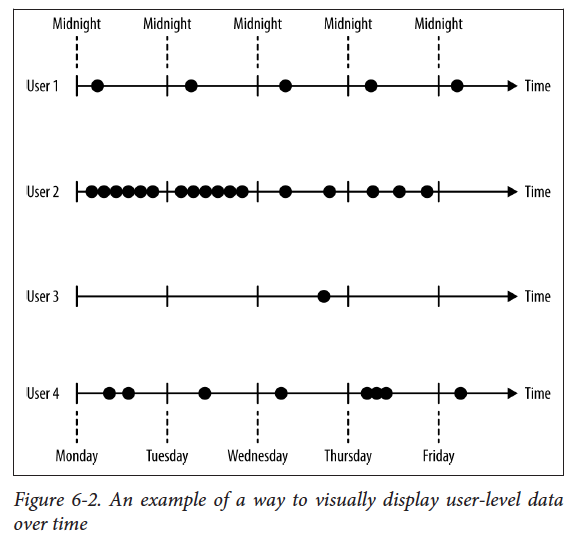 Midnight Midnight Midnight Midnight Midnight
User 1 Time
User 2 Time
User 3 Time
User 4 Time
Monday Tuesday Wednesday Thursday Friday
Figure 6-2. An example of a way to visually display user-level data
over time